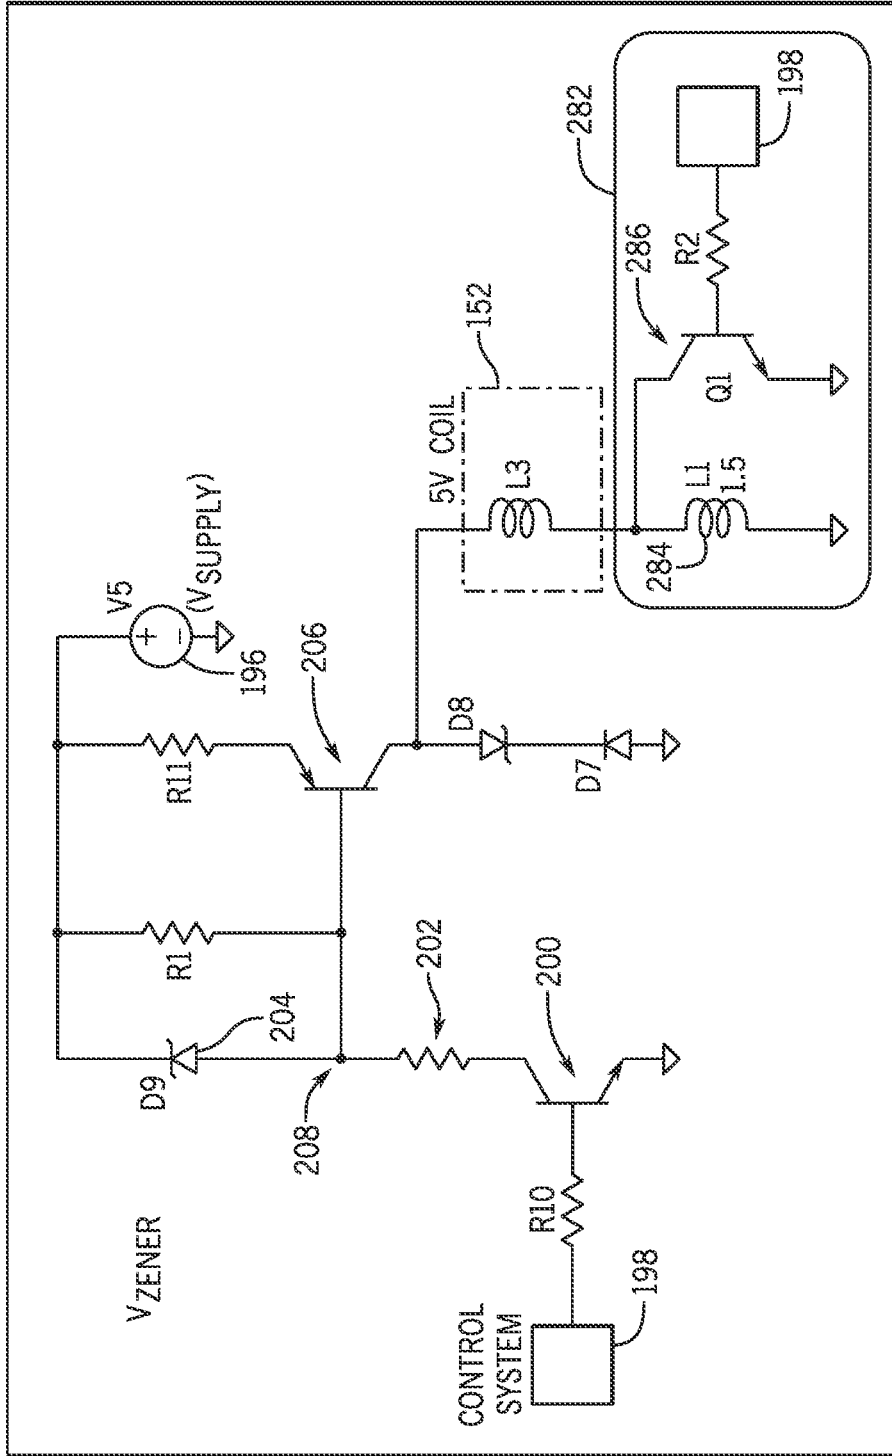 VZENER
D9
204
R1
R11
V5
(VSUPPLY)
196
206
208
202
200
R10
CONTROL
SYSTEM
198
D8
D7
5V COIL
152
L3
282
284
L1
1.5
286
Q1
R2
198